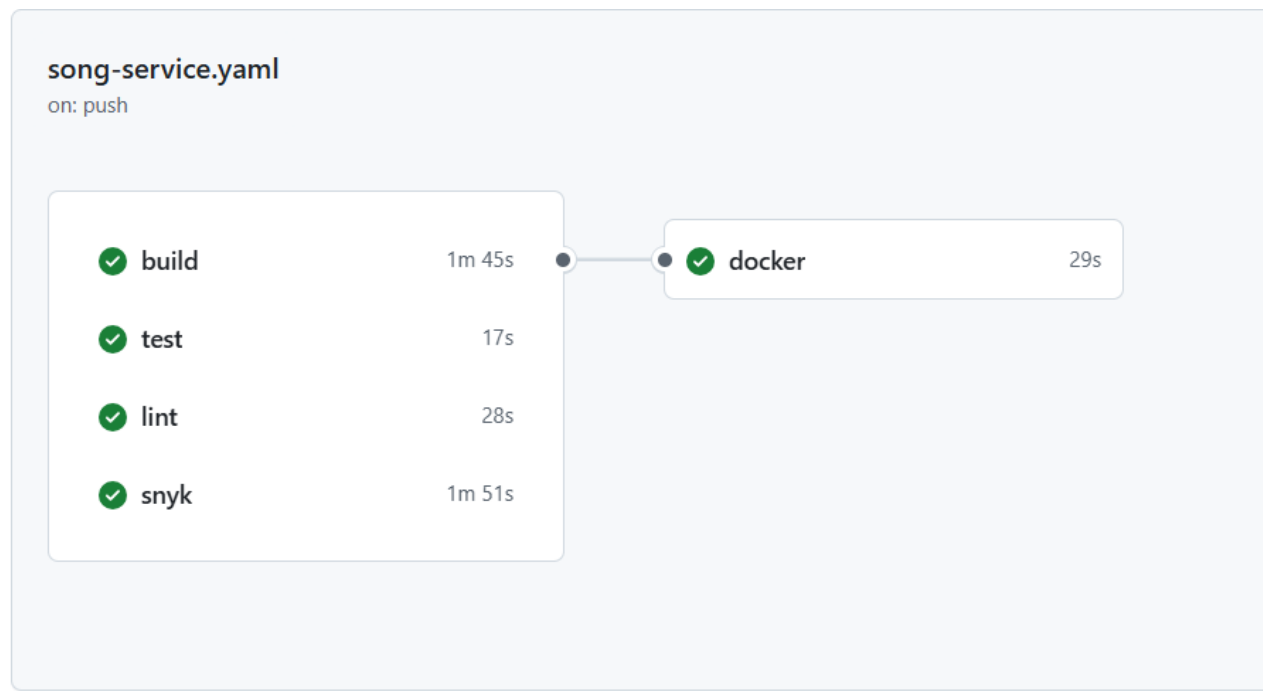 song-service.yaml
on: push
build 1m 45s
docker 29s
test 17s
lint 28s
snyk 1m 51s